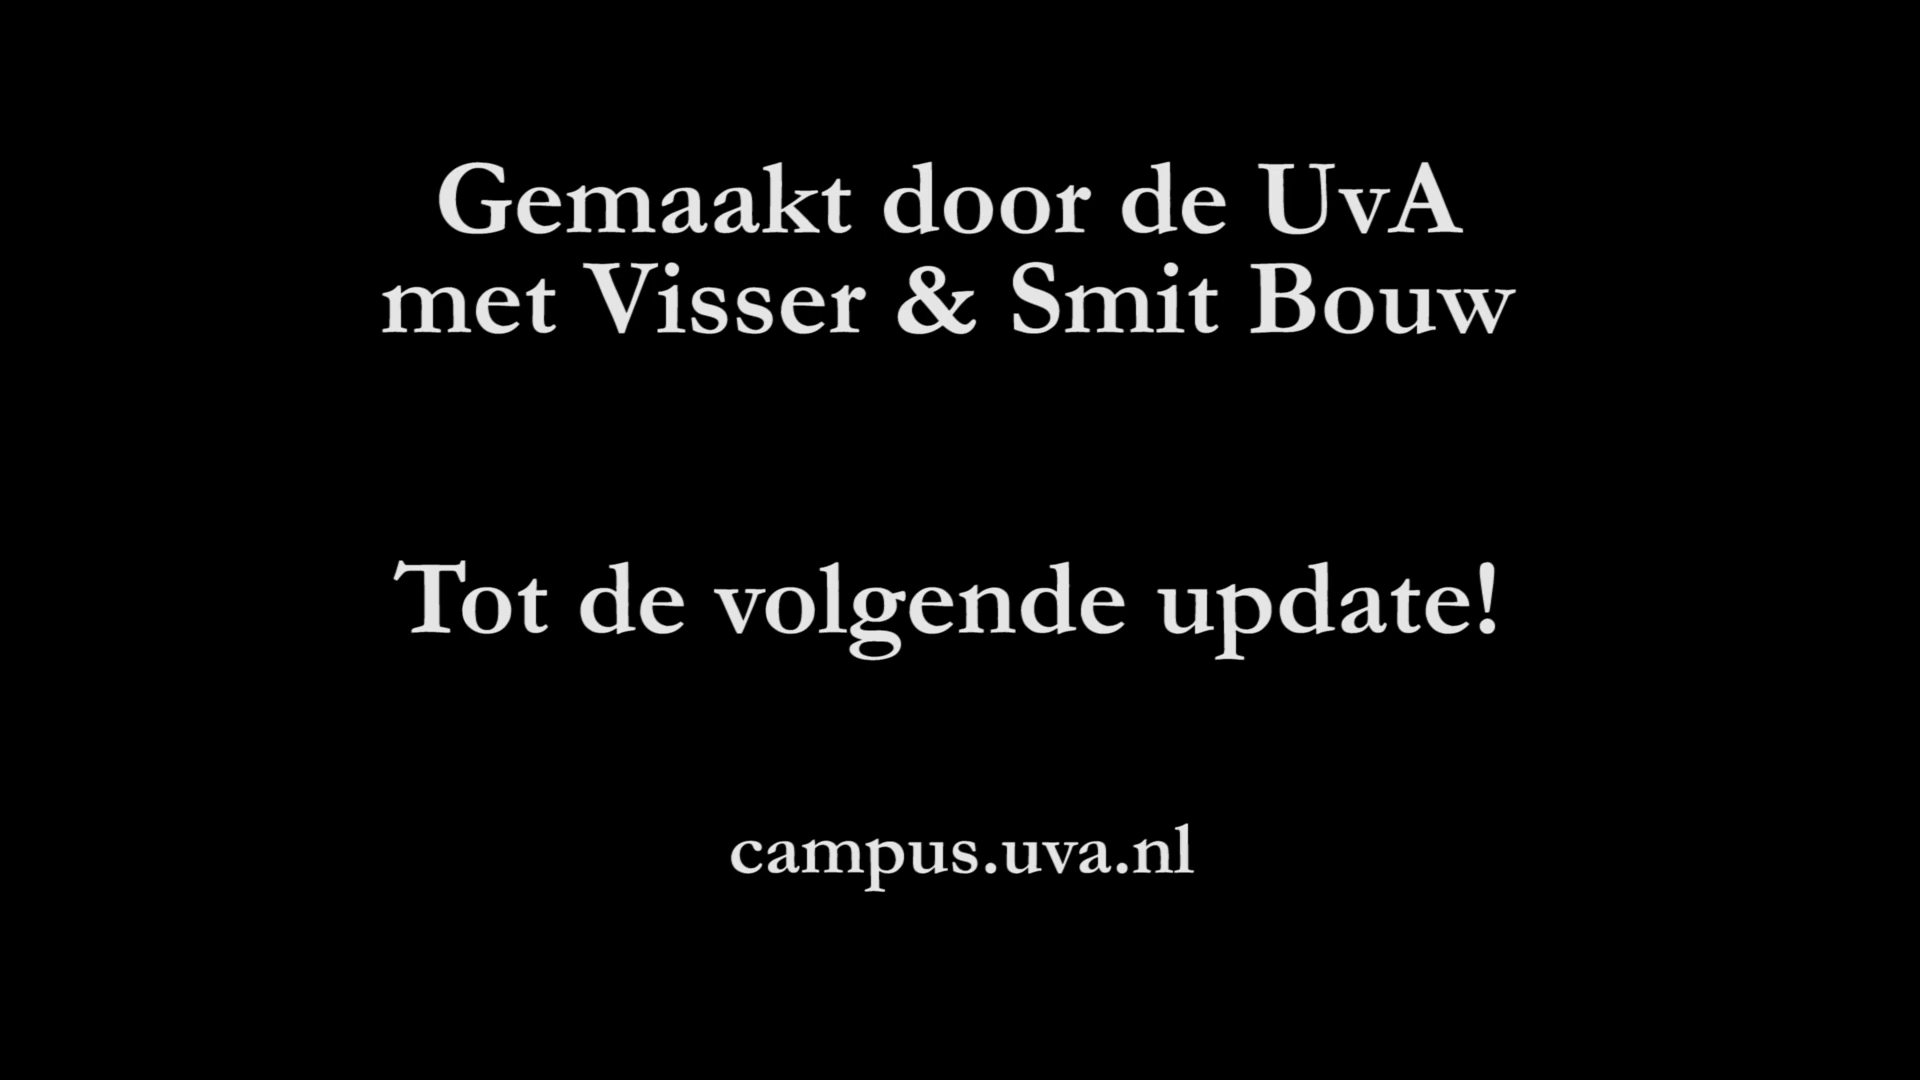 Gemaakt door de UvA
met Visser & Smit Bouw
Tot de volgende update!
campus.uva.nl